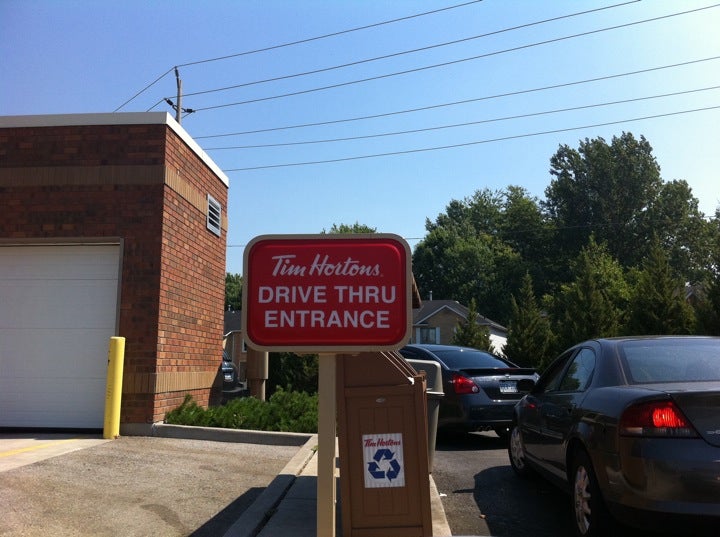 Tim Hortons
DRIVE THRU
ENTRANCE
Tim Hortons